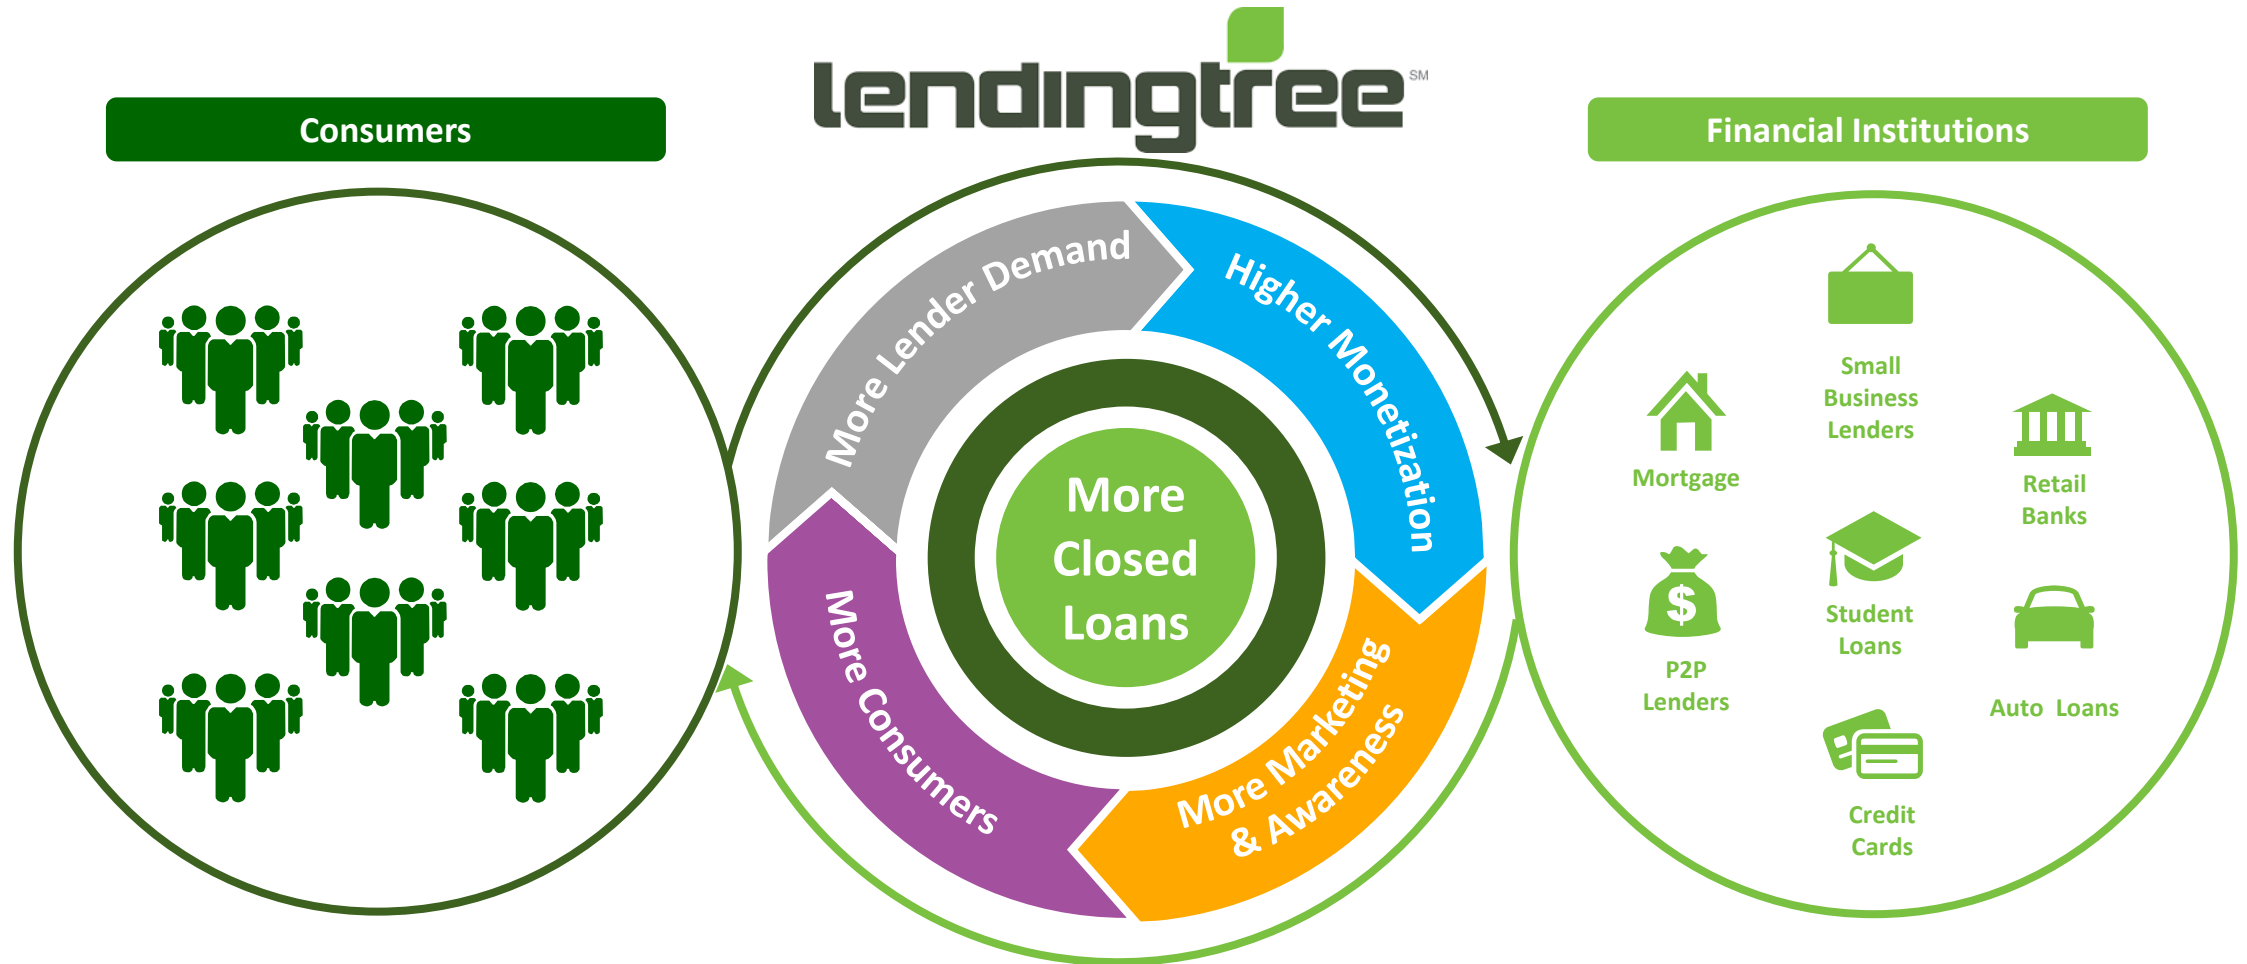 lendingtree SM
Consumers
Financial Institutions
More Lender Demand
Higher Monetization
More Marketing
& Awareness
More Consumers
More
Closed
Loans
Small
Business
Lenders
Mortgage
Retail
Banks
$
Student
Loans
P2P
Lenders
Auto Loans
Credit
Cards